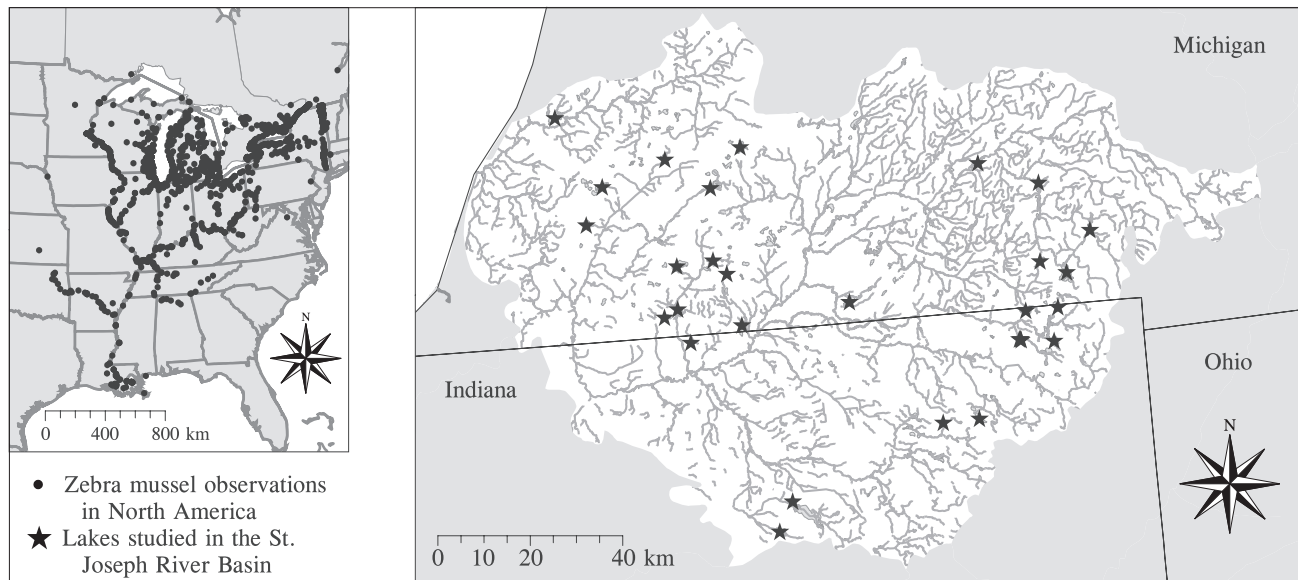 N
0 400 800 km
Zebra mussel observations
in North America
Lakes studied in the St.
Joseph River Basin
Michigan
Indiana
Ohio
N
0 10 20 40 km